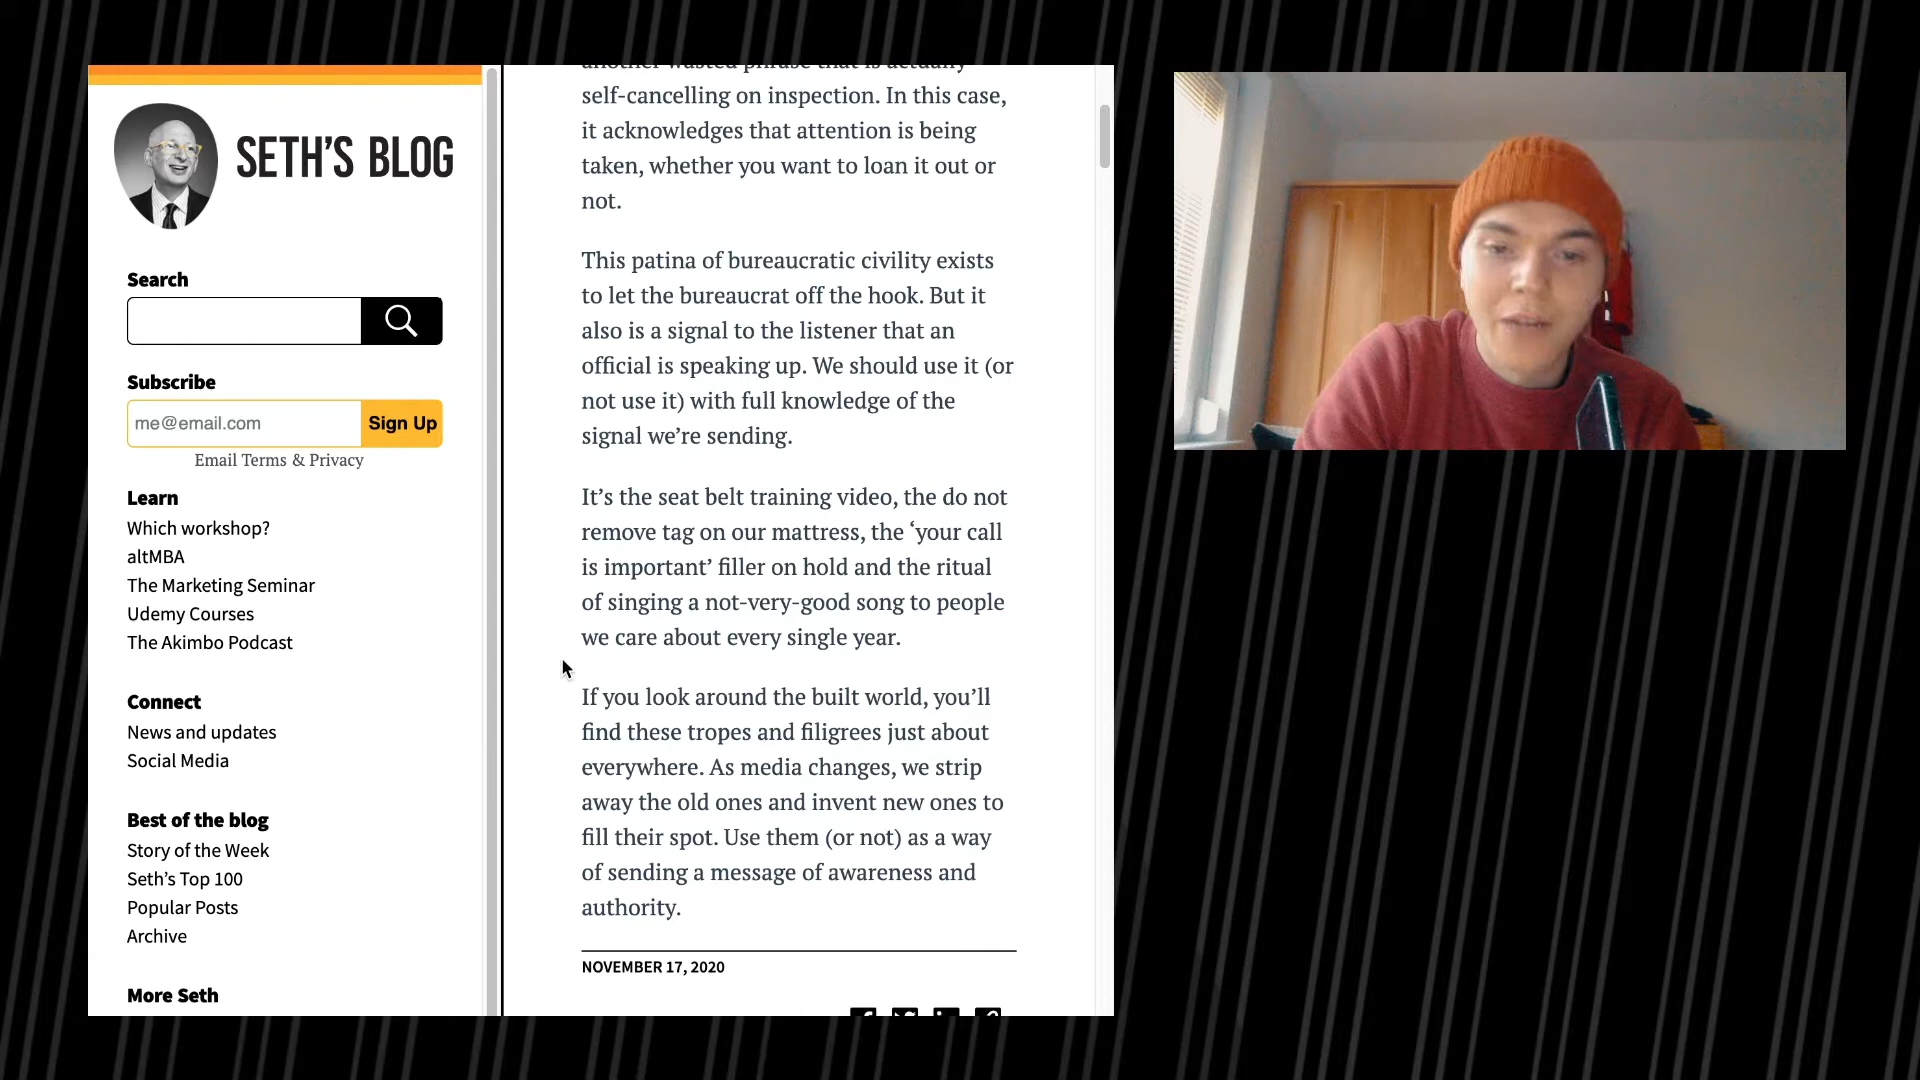 SETH'S BLOG
Search
Subscribe
me@email.com
Sign Up
Email Terms & Privacy
Learn
Which workshop?
altMBA
The Marketing Seminar
Udemy Courses
The Akimbo Podcast
Connect
News and updates
Social Media
Best of the blog
Story of the Week
Seth’s Top 100
Popular Posts
Archive
More Seth
another wasted phrase that is actually
self-cancelling on inspection. In this case,
it acknowledges that attention is being
taken, whether you want to loan it out or
not.
This patina of bureaucratic civility exists
to let the bureaucrat off the hook. But it
also is a signal to the listener that an
official is speaking up. We should use it (or
not use it) with full knowledge of the
signal we’re sending.
It’s the seat belt training video, the do not
remove tag on our mattress, the ‘your call
is important’ filler on hold and the ritual
of singing a not-very-good song to people
we care about every single year.
If you look around the built world, you’ll
find these tropes and filigrees just about
everywhere. As media changes, we strip
away the old ones and invent new ones to
fill their spot. Use them (or not) as a way
of sending a message of awareness and
authority.
NOVEMBER 17, 2020